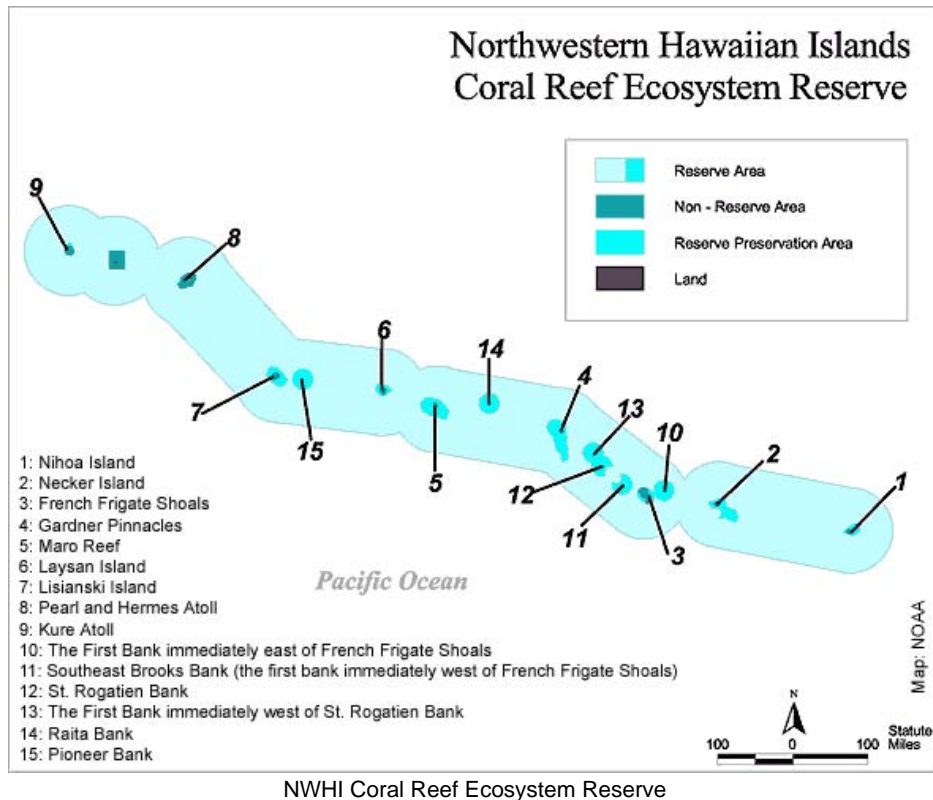 Northwestern Hawaiian Islands
Coral Reef Ecosystem Reserve
Reserve Area
Non - Reserve Area
Reserve Preservation Area
Land
9
8
6
14
4
13
10
2
1
7
15
5
12
11
3
1: Nihoa Island
2: Necker Island
3: French Frigate Shoals
4: Gardner Pinnacles
5: Maro Reef
6: Laysan Island
7: Lisianski Island
8: Pearl and Hermes Atoll
9: Kure Atoll
10: The First Bank immediately east of French Frigate Shoals
11: Southeast Brooks Bank (the first bank immediately west of French Frigate Shoals)
12: St. Rogatien Bank
13: The First Bank immediately west of St. Rogatien Bank
14: Raita Bank
15: Pioneer Bank
Pacific Ocean
Map: NOAA
N
Statute
Miles
100 0 100
NWHI Coral Reef Ecosystem Reserve